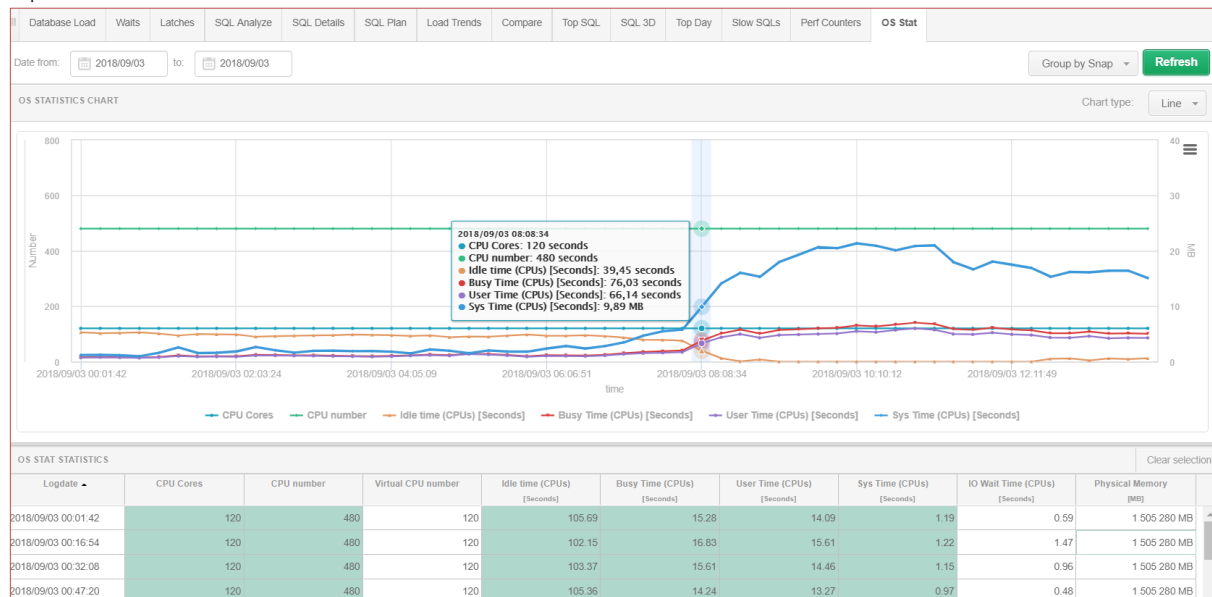 Database Load Waits Latches SQL Analyze SQL Details SQL Plan Load Trends Compare Top SQL SQL 3D Top Day Slow SQLs Perf Counters OS Stat
Date from: 2018/09/03 to: 2018/09/03 Group by Snap Refresh
OS STATISTICS CHART Chart type: Line
800 40
600 30
400 20
200 10
0 0
Number
MB
2018/09/03 08:08:34
CPU Cores: 120 seconds
CPU number: 480 seconds
Idle time (CPUs) [Seconds]: 39,45 seconds
Busy Time (CPUs) [Seconds]: 76,03 seconds
User Time (CPUs) [Seconds]: 66,14 seconds
Sys Time (CPUs) [Seconds]: 9,89 MB
2018/09/03 00:01:42 2018/09/03 02:03:24 2018/09/03 04:05:09 2018/09/03 06:06:51 2018/09/03 08:08:34 2018/09/03 10:10:12 2018/09/03 12:11:49
time
CPU Cores CPU number Idle time (CPUs) [Seconds] Busy Time (CPUs) [Seconds] User Time (CPUs) [Seconds] Sys Time (CPUs) [Seconds]
OS STAT STATISTICS Clear selection
Logdate CPU Cores CPU number Virtual CPU number Idle time (CPUs) Busy Time (CPUs) User Time (CPUs) Sys Time (CPUs) IO Wait Time (CPUs) Physical Memory
[Seconds] [Seconds] [Seconds] [Seconds] [Seconds] [MB]
2018/09/03 00:01:42 120 480 120 105.69 15.28 14.09 1.19 0.59 1 505 280 MB
2018/09/03 00:16:54 120 480 120 102.15 16.83 15.61 1.22 1.47 1 505 280 MB
2018/09/03 00:32:08 120 480 120 103.37 15.61 14.46 1.15 0.96 1 505 280 MB
2018/09/03 00:47:20 120 480 120 105.36 14.24 13.27 0.97 0.48 1 505 280 MB